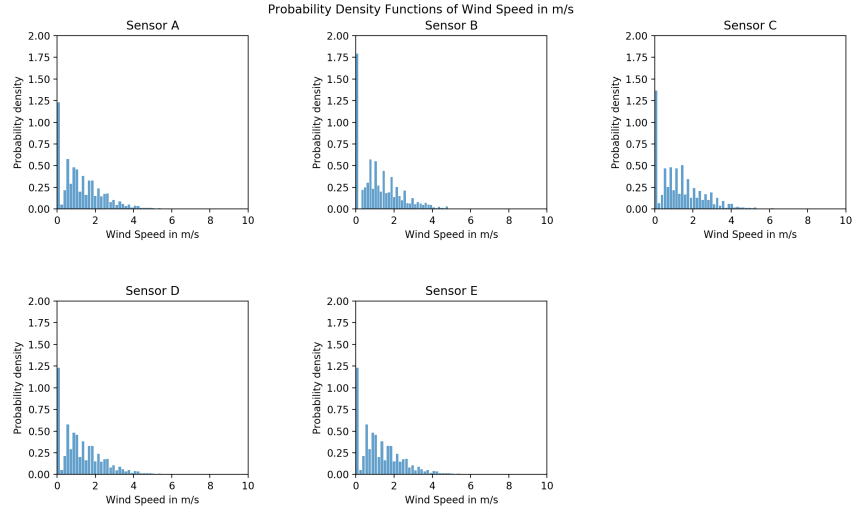 Probability Density Functions of Wind Speed in m/s
Sensor A
Sensor B
Sensor C
2.00
1.75
1.50
1.25
1.00
0.75
0.50
0.25
0.00
Probability density
0 2 4 6 8 10
Wind Speed in m/s
2.00
1.75
1.50
1.25
1.00
0.75
0.50
0.25
0.00
Probability density
0 2 4 6 8 10
Wind Speed in m/s
2.00
1.75
1.50
1.25
1.00
0.75
0.50
0.25
0.00
Probability density
0 2 4 6 8 10
Wind Speed in m/s
Sensor D
Sensor E
2.00
1.75
1.50
1.25
1.00
0.75
0.50
0.25
0.00
Probability density
0 2 4 6 8 10
Wind Speed in m/s
2.00
1.75
1.50
1.25
1.00
0.75
0.50
0.25
0.00
Probability density
0 2 4 6 8 10
Wind Speed in m/s